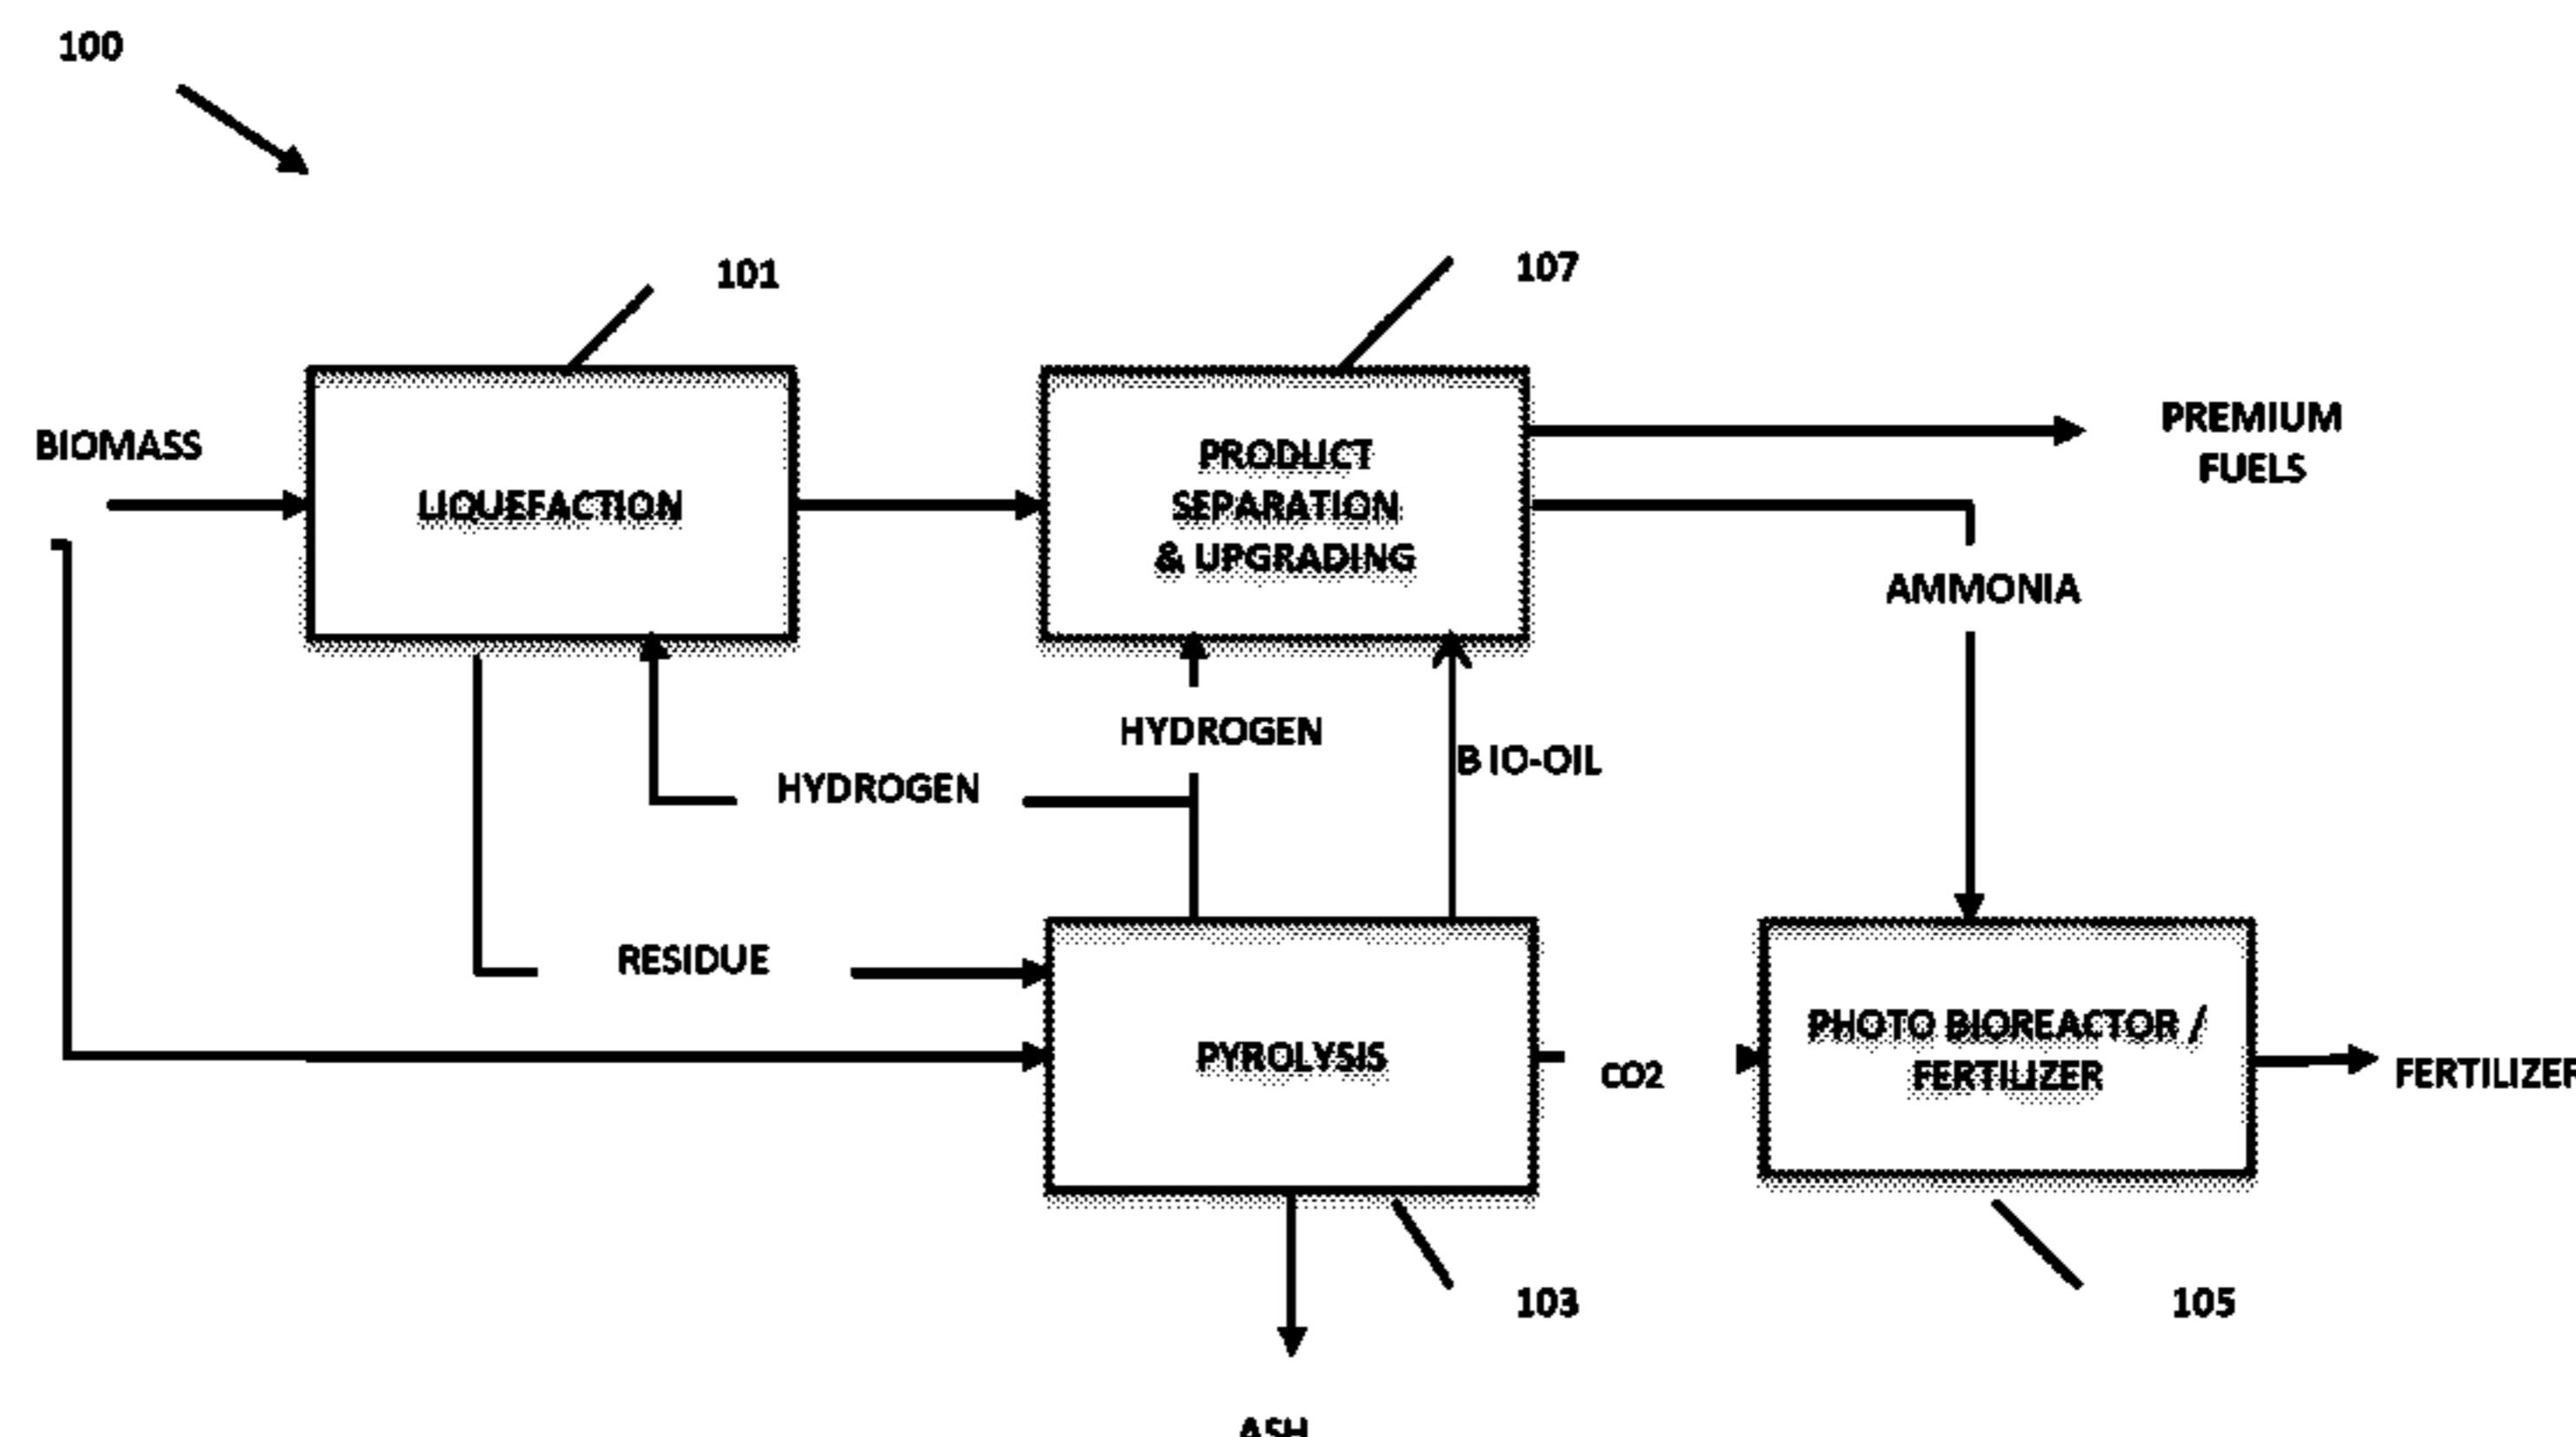 100
101
107
BIOMASS
LIQUEFACTION
PRODUCT
SEPARATION
& UPGRADING
PREMIUM
FUELS
AMMONIA
HYDROGEN
HYDROGEN
B IO-OIL
RESIDUE
PYROLYSIS
CO2
PHOTO BIOREACTOR /
FERTILIZER
FERTILIZER
103
105
ASH